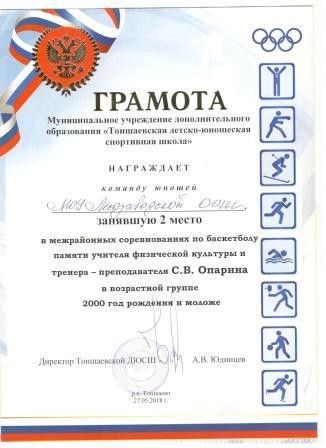 ГРАМОТА
Муниципальное учреждение дополнительного
образования «Тоншаевская детско-юношеская
спортивная школа»
НАГРАЖДАЕТ
команду юношей
МОУ ООШ,
занявшую 2 место
в межрайонных соревнованиях по баскетболу
памяти учителя физической культуры и
тренера – преподавателя С.В. Опарина
в возрастной группе
2000 год рождения и моложе
Директор Тоншаевской ДЮСШ А.В. Юдинцев
р.п. Тоншаево
27.05.2018 г.